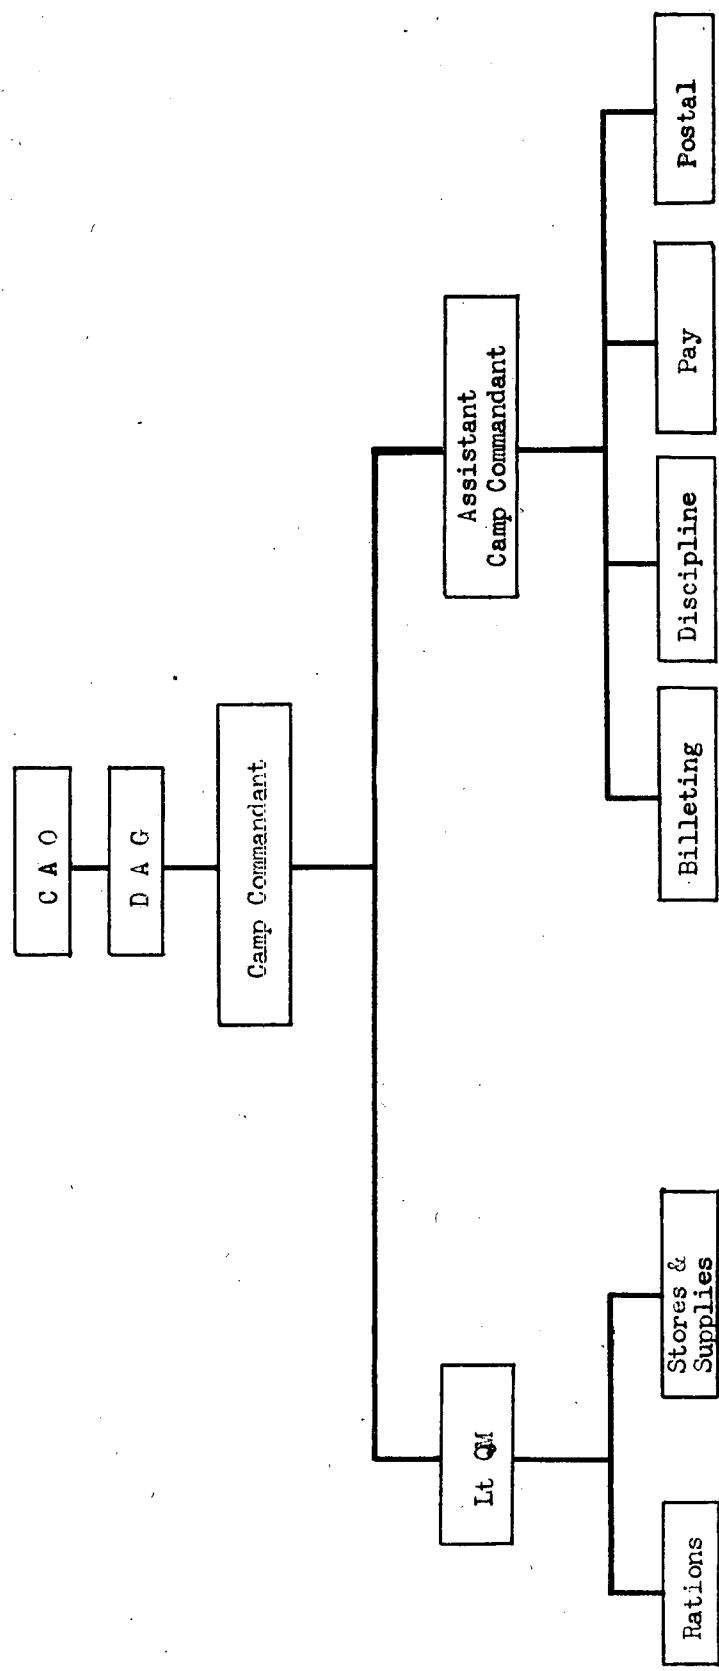 C A O
D A G
Camp Commandant
Lt QM
Assistant
Camp Commandant
Rations
Stores &
Supplies
Billeting
Discipline
Pay
Postal